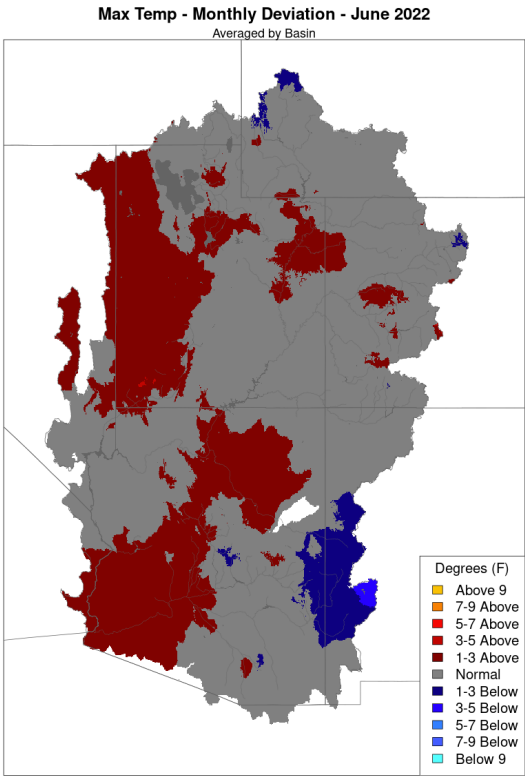 Max Temp - Monthly Deviation - June 2022
Averaged by Basin
Degrees (F)
Above 9
7-9 Above
5-7 Above
3-5 Above
1-3 Above
Normal
1-3 Below
3-5 Below
5-7 Below
7-9 Below
Below 9